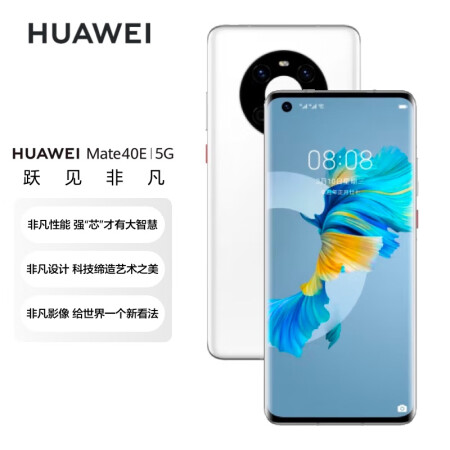 HUAWEI
HUAWEI Mate40E|5G
跃见非凡
非凡性能 强“芯”才有大智慧
非凡设计 科技缔造艺术之美
非凡影像 给世界一个新看法
08:08